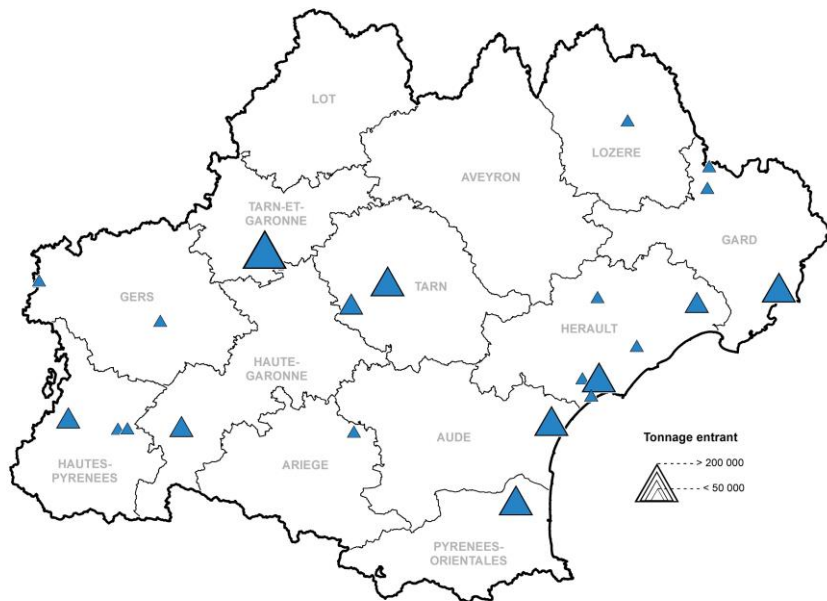 LOT
LOZERE
AVEYRON
TARN-ET-
GARONNE
GARD
TARN
GERS
HERAULT
HAUTE-
GARONNE
AUDE
Tonnage entrant
> 200 000
< 50 000
ARIEGE
HAUTES-
PYRENEES
PYRENEES-
ORIENTALES